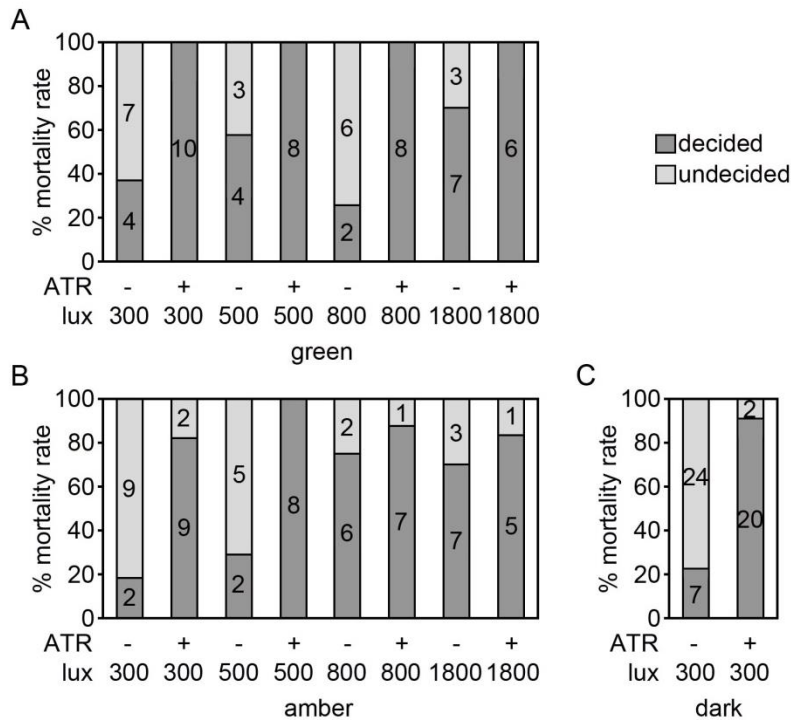 A
% mortality rate
100
80
60
40
20
0
7 3 6 3
4 10 4 8 2 8 7 6
ATR - + - + - + - +
lux 300 300 500 500 800 800 1800 1800
green
decided
undecided
B
% mortality rate
100
80
60
40
20
0
9 2 5 2 1 3 1
2 9 2 8 6 7 7 5
ATR - + - + - + - +
lux 300 300 500 500 800 800 1800 1800
amber
C
% mortality rate
100
80
60
40
20
0
24 2
7 20
ATR - +
lux 300 300
dark